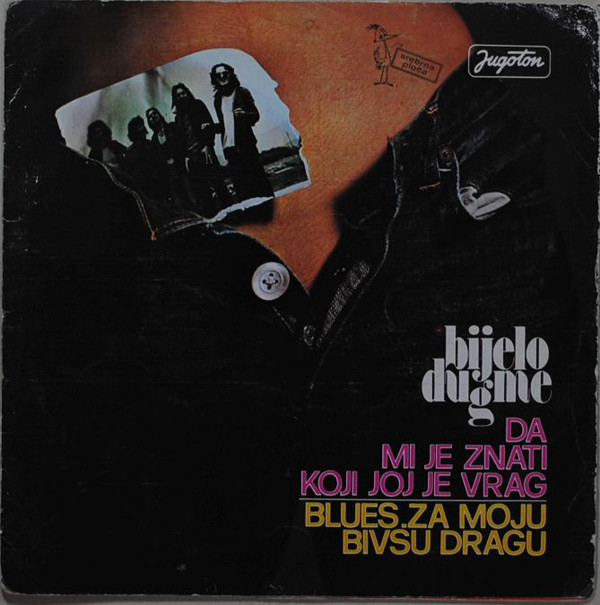 srebrna
ploča
Jugoton
bijelo
dugme
DA
MI JE ZNATI
KOJI JOJ JE VRAG
BLUES.ZA MOJU
BIVSU DRAGU